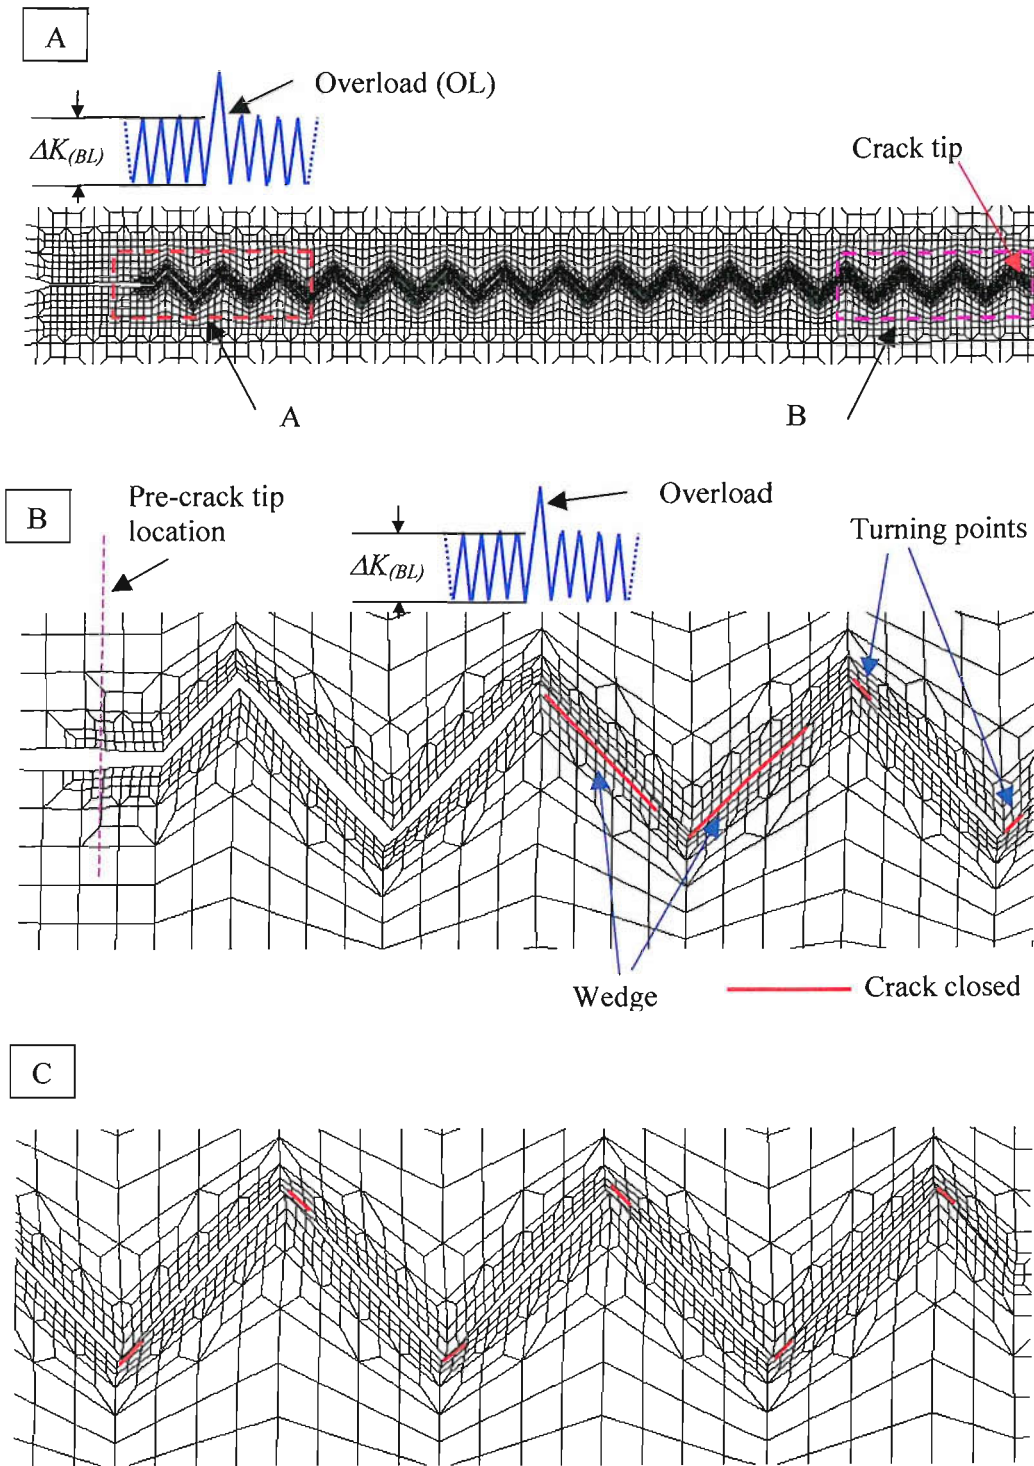 A
Overload (OL)
ΔK(BL)
Crack tip
A
B
B
Pre-crack tip
location
Overload
ΔK(BL)
Turning points
Wedge
Crack closed
C